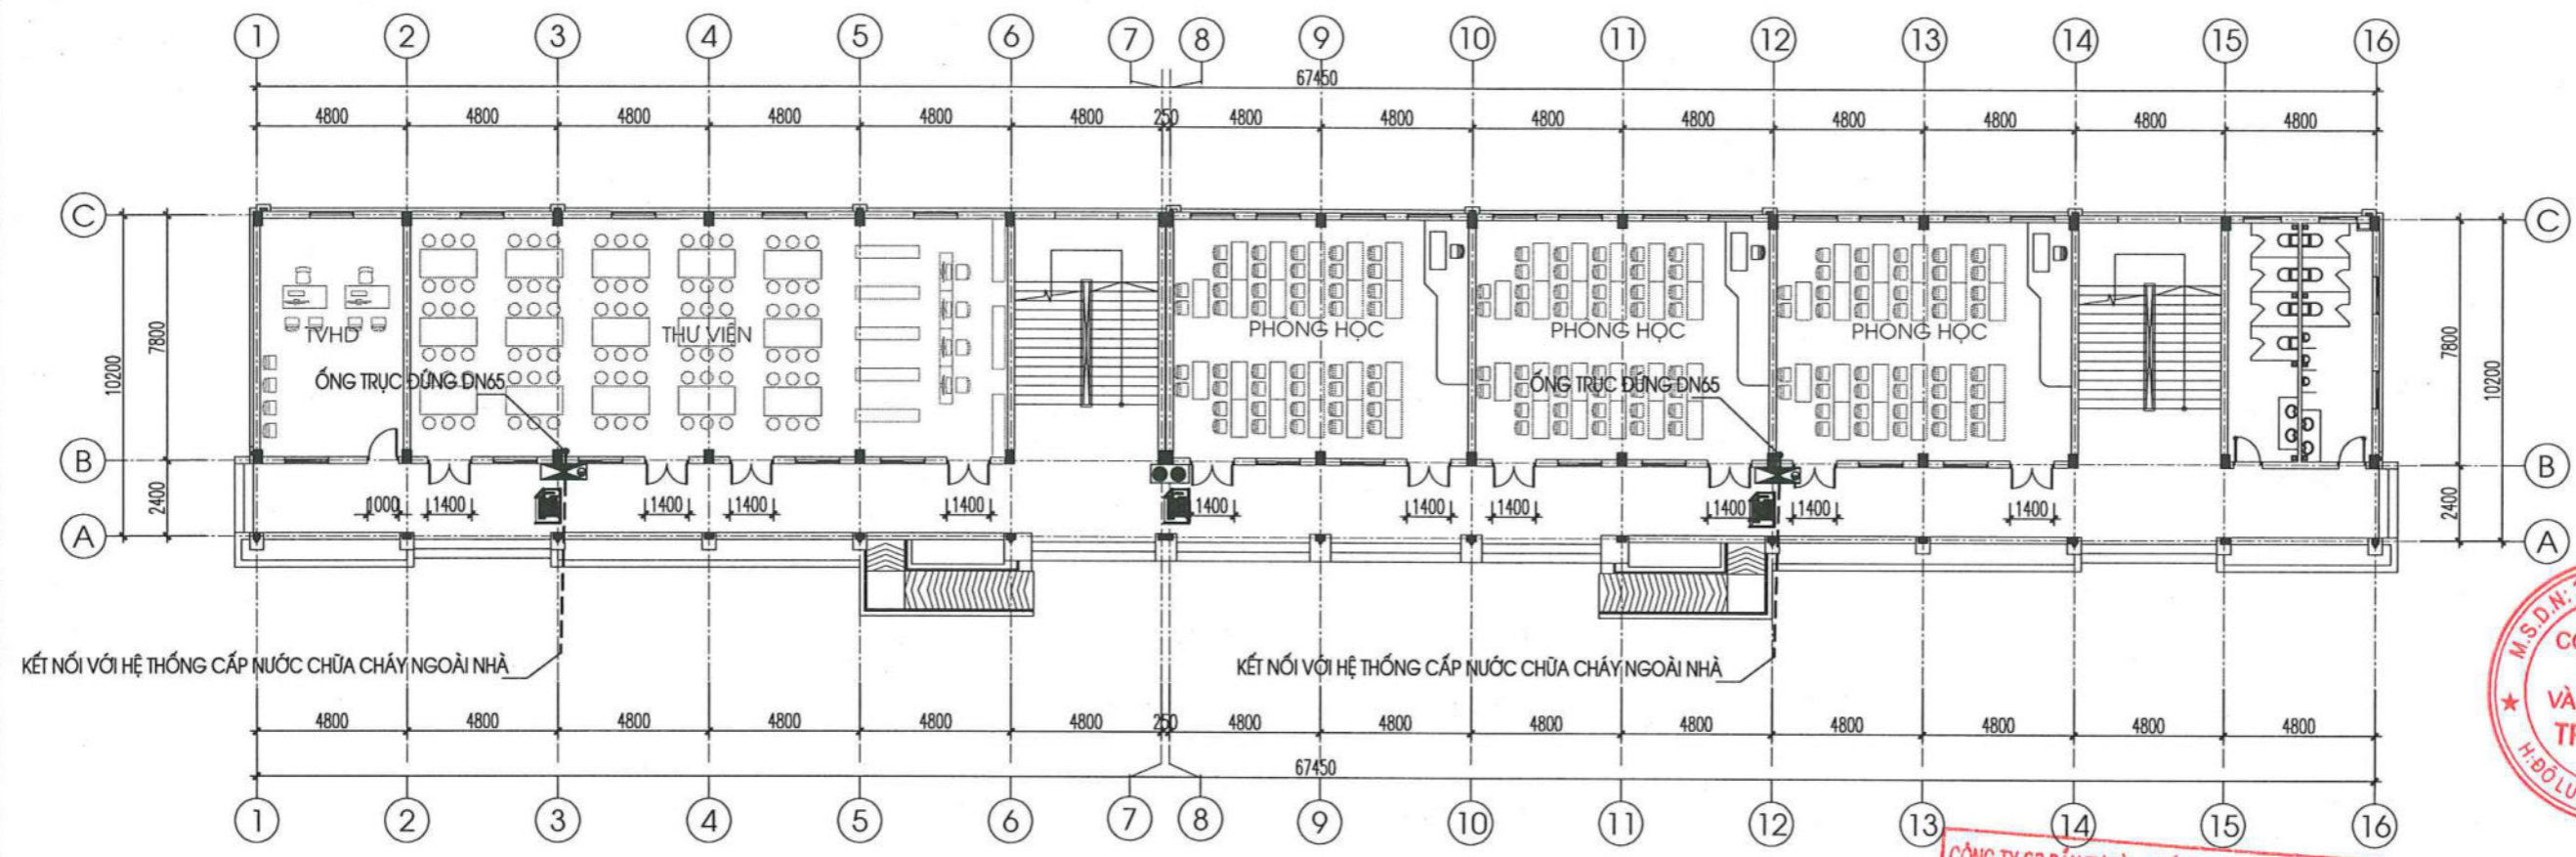 1 2 3 4 5 6 7 8 9 10 11 12 13 14 15 16
67450
4800 4800 4800 4800 4800 4800 250 4800 4800 4800 4800 4800 4800 4800 4800
C C
10200 7800 7800 10200
TVHD THƯ VIỆN PHÒNG HỌC PHÒNG HỌC PHÒNG HỌC
ỐNG TRỤC ĐỨNG DN65 ỐNG TRỤC ĐỨNG DN65
B B
2400 1000 1400 1400 1400 1400 1400 1400 1400 1400 1400 1400 2400
A A
KẾT NỐI VỚI HỆ THỐNG CẤP NƯỚC CHỮA CHÁY NGOÀI NHÀ KẾT NỐI VỚI HỆ THỐNG CẤP NƯỚC CHỮA CHÁY NGOÀI NHÀ
M.S.D.N:
VÀ
H:ĐÔ LƯ
4800 4800 4800 4800 4800 4800 250 4800 4800 4800 4800 4800 4800 4800 4800
67450
1 2 3 4 5 6 7 8 9 10 11 12 13 14 15 16
CÔNG TY CP